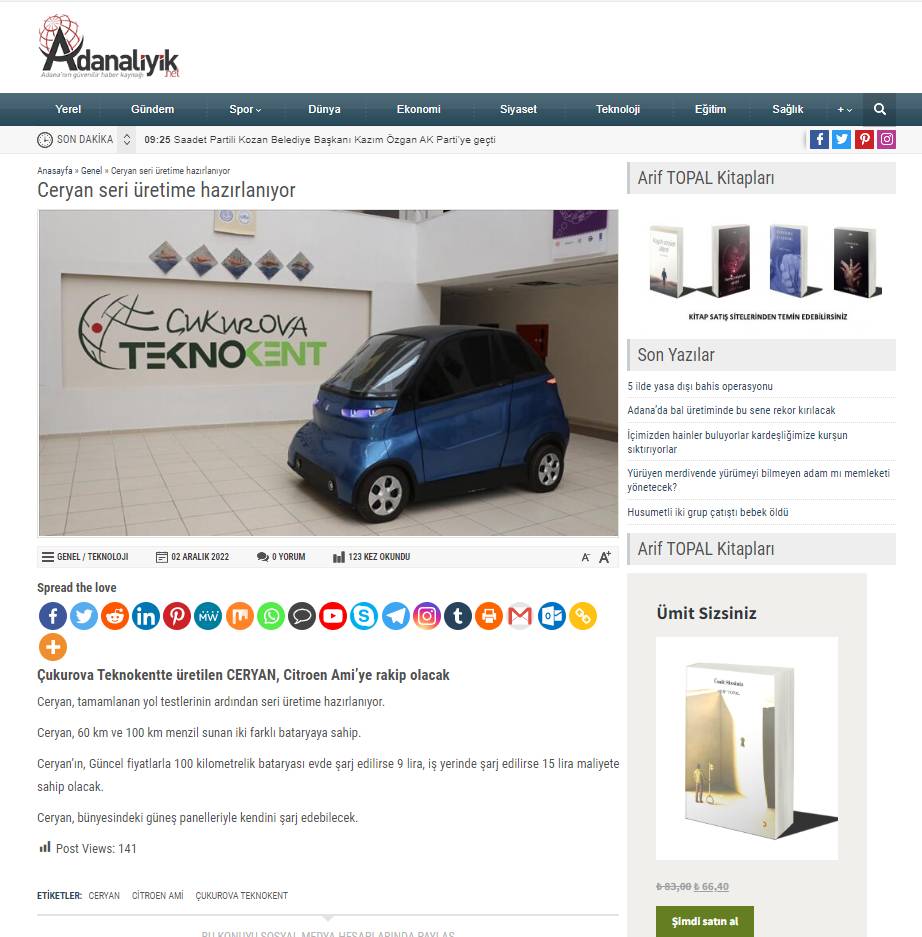 Adanaliyik
.net
Adana'nın güvenilir haber kaynağı
Yerel Gündem Spor Dünya Ekonomi Siyaset Teknoloji Eğitim Sağlık +
SON DAKİKA 09:25 Saadet Partili Kozan Belediye Başkanı Kazım Özgan AK Parti'ye geçti
Anasayfa » Genel » Ceryan seri üretime hazırlanıyor
Ceryan seri üretime hazırlanıyor
ÇUKUROVA
TEKNOKENT
GENEL / TEKNOLOJI 02 ARALIK 2022 0 YORUM 123 KEZ OKUNDU A- A+
Spread the love
Çukurova Teknokentte üretilen CERYAN, Citroen Ami'ye rakip olacak
Ceryan, tamamlanan yol testlerinin ardından seri üretime hazırlanıyor.
Ceryan, 60 km ve 100 km menzil sunan iki farklı bataryaya sahip.
Ceryan'ın, Güncel fiyatlarla 100 kilometrelik bataryası evde şarj edilirse 9 lira, iş yerinde şarj edilirse 15 lira maliyete
sahip olacak.
Ceryan, bünyesindeki güneş panelleriyle kendini şarj edebilecek.
Post Views: 141
ETİKETLER: CERYAN CİTROEN AMİ ÇUKUROVA TEKNOKENT
BU KONUYU SOSYAL MEDYA HESAPLARINDA PAYLAŞ
Arif TOPAL Kitapları
KİTAP SATIŞ SİTELERİNDEN TEMİN EDEBİLİRSİNİZ
Son Yazılar
5 ilde yasa dışı bahis operasyonu
Adana'da bal üretiminde bu sene rekor kırılacak
İçimizden hainler buluyorlar kardeşliğimize kurşun
sıktırıyorlar
Yürüyen merdivende yürümeyi bilmeyen adam mı memleketi
yönetecek?
Husumetli iki grup çatıştı bebek öldü
Arif TOPAL Kitapları
Ümit Sizsiniz
Ümit Sizsiniz
ARİF TOPAL
₺ 83,00 ₺ 66,40
Şimdi satın al